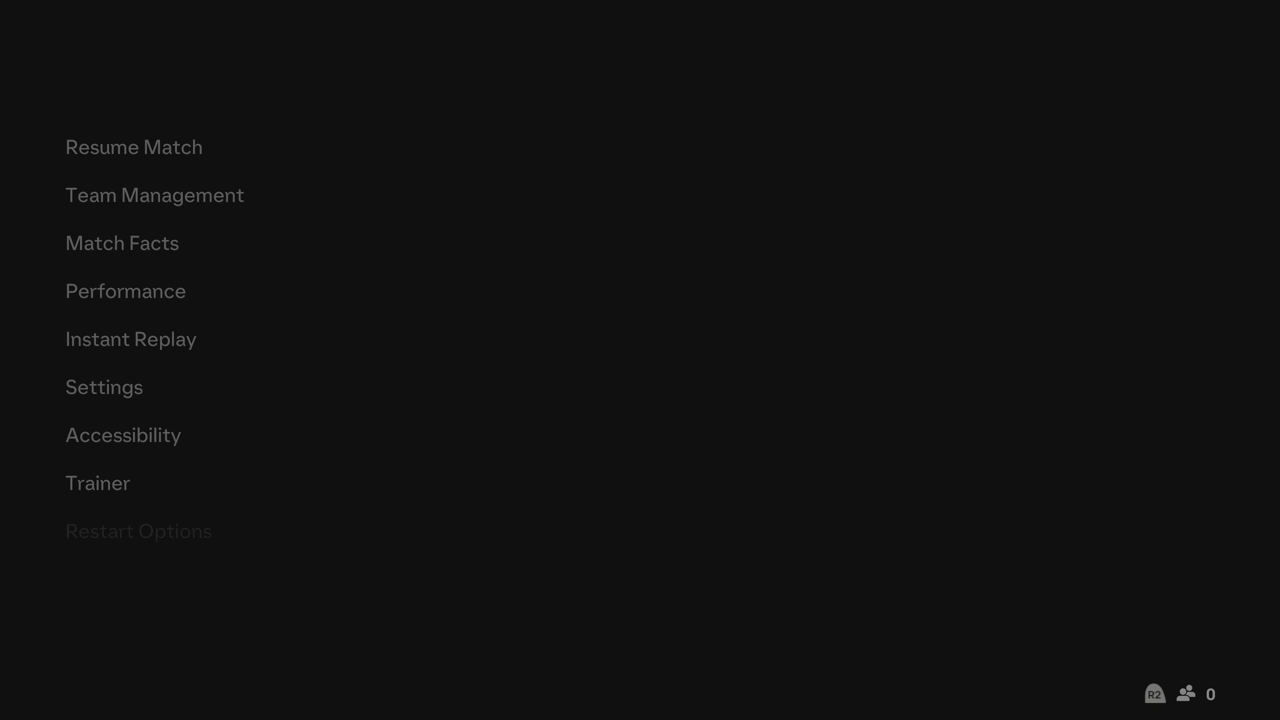 Resume Match
Team Management
Match Facts
Performance
Instant Replay
Settings
Accessibility
Trainer
Restart Options
R2 0